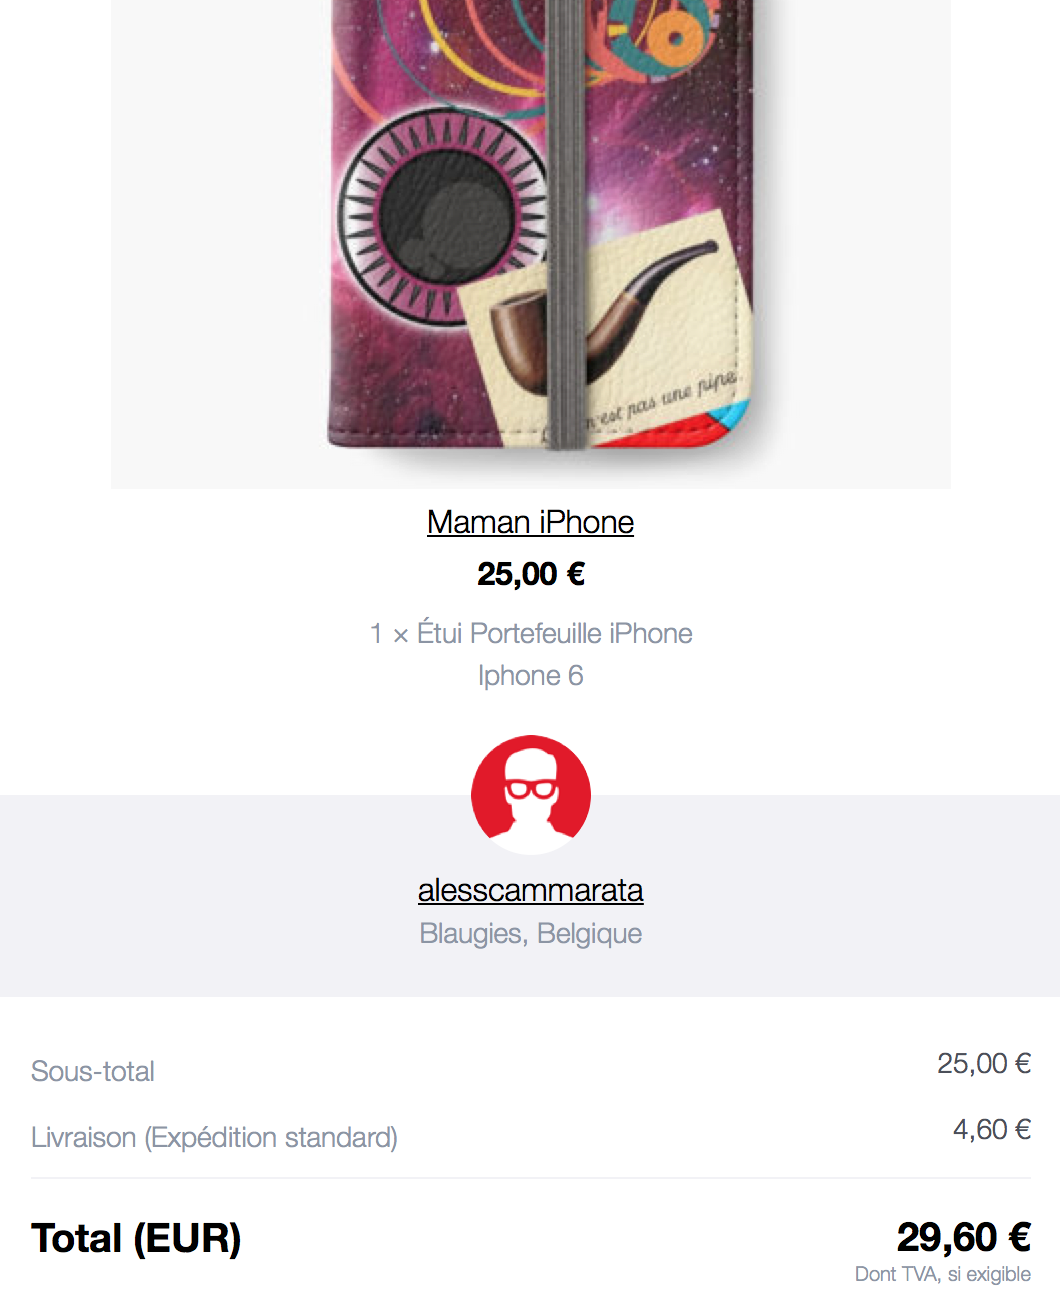 n'est pas une pipe.
Maman iPhone
25,00 €
1 × Étui Portefeuille iPhone
Iphone 6
alesscammarata
Blaugies, Belgique
Sous-total 25,00 €
Livraison (Expédition standard) 4,60 €
Total (EUR) 29,60 €
Dont TVA, si exigible